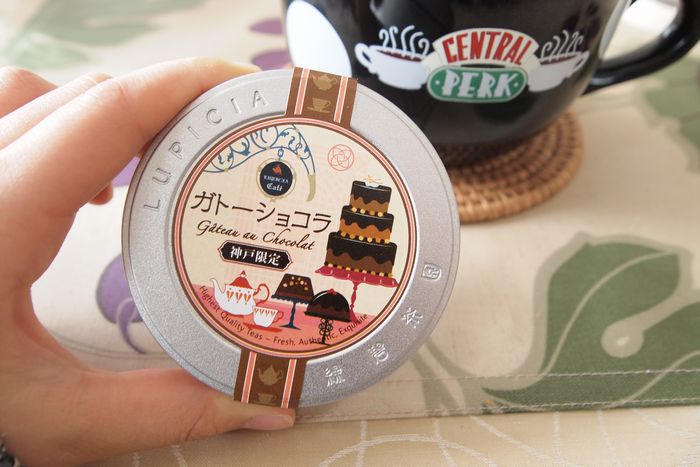 CENTRAL
PERK
LUPICIA
LUPICIA
Café
ガトーショコラ
Gâteau au Chocolat
神戸限定
Highest Quality Teas – Fresh, Authentic, Exquisite